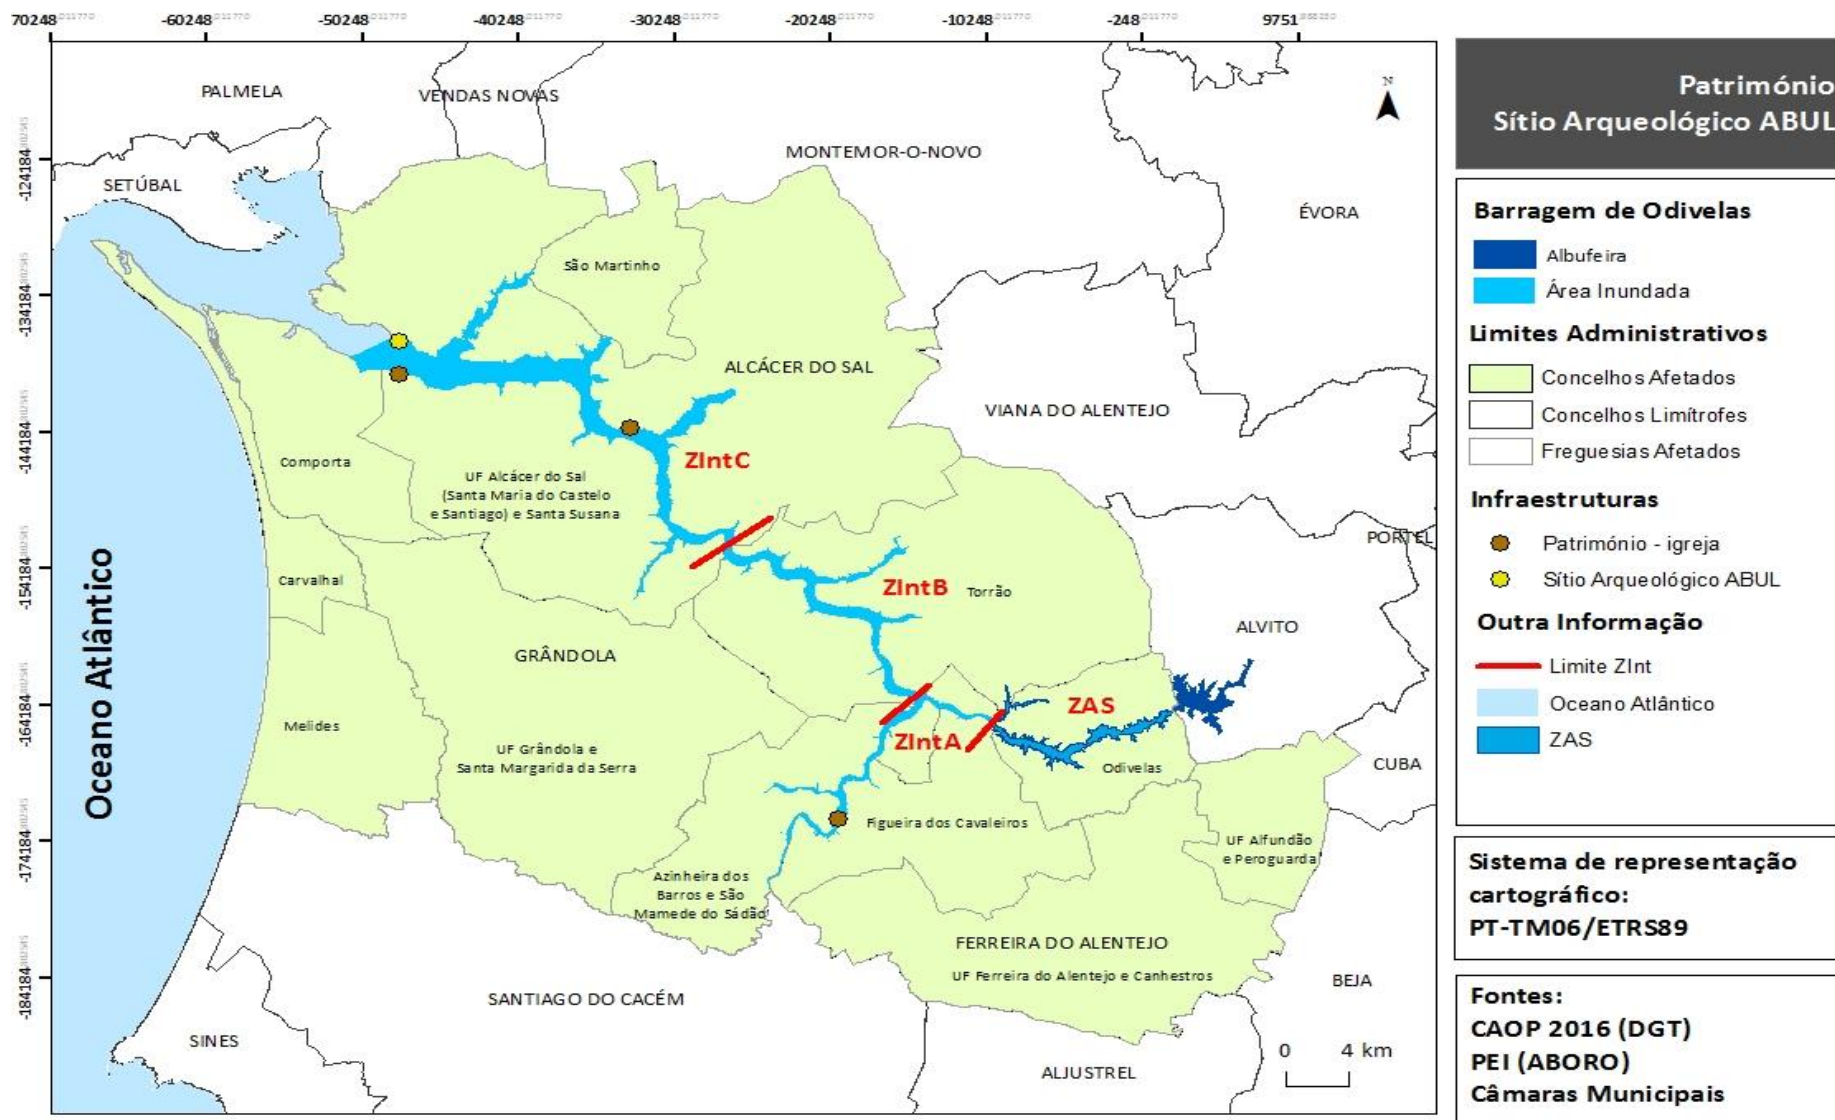 70248 -60248 -50248 -40248 -30248 -20248 -10248 -248 9751
-124184
-134184
-144184
-154184
-164184
-174184
-184184
PALMELA
VENDAS NOVAS
MONTEMOR-O-NOVO
N
SETÚBAL
ÉVORA
São Martinho
ALCÁCER DO SAL
VIANA DO ALENTEJO
Comporta
ZIntC
UF Alcácer do Sal
(Santa Maria do Castelo
e Santiago) e Santa Susana
PORTEL
Carvalhal
ZIntB
Torrão
Oceano Atlântico
ALVITO
GRÂNDOLA
ZAS
Melides
ZIntA
UF Grândola e
Santa Margarida da Serra
Odivelas
CUBA
Figueira dos Cavaleiros
UF Alfundão
e Peroguarda
Azinheira dos
Barros e São
Mamede do Sádão
FERREIRA DO ALENTEJO
UF Ferreira do Alentejo e Canhestros
BEJA
SANTIAGO DO CACÉM
SINES
ALJUSTREL
0 4 km
Património
Sítio Arqueológico ABUL
Barragem de Odivelas
Albufeira
Área Inundada
Limites Administrativos
Concelhos Afetados
Concelhos Limítrofes
Freguesias Afetados
Infraestruturas
Património - igreja
Sítio Arqueológico ABUL
Outra Informação
Limite ZInt
Oceano Atlântico
ZAS
Sistema de representação
cartográfico:
PT-TM06/ETRS89
Fontes:
CAOP 2016 (DGT)
PEI (ABORO)
Câmaras Municipais